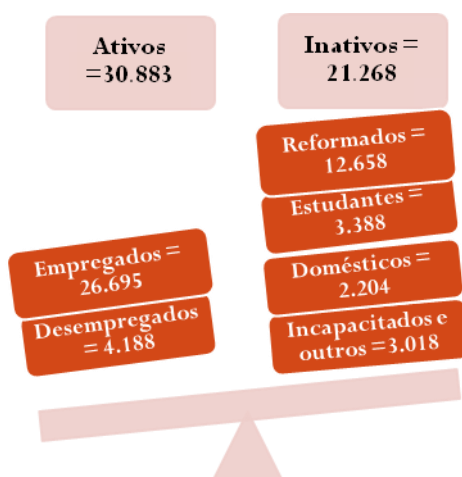 Ativos
=30.883
Inativos =
21.268
Reformados =
12.658
Estudantes =
3.388
Domésticos =
2.204
Incapacitados e
outros =3.018
Empregados =
26.695
Desempregados
= 4.188